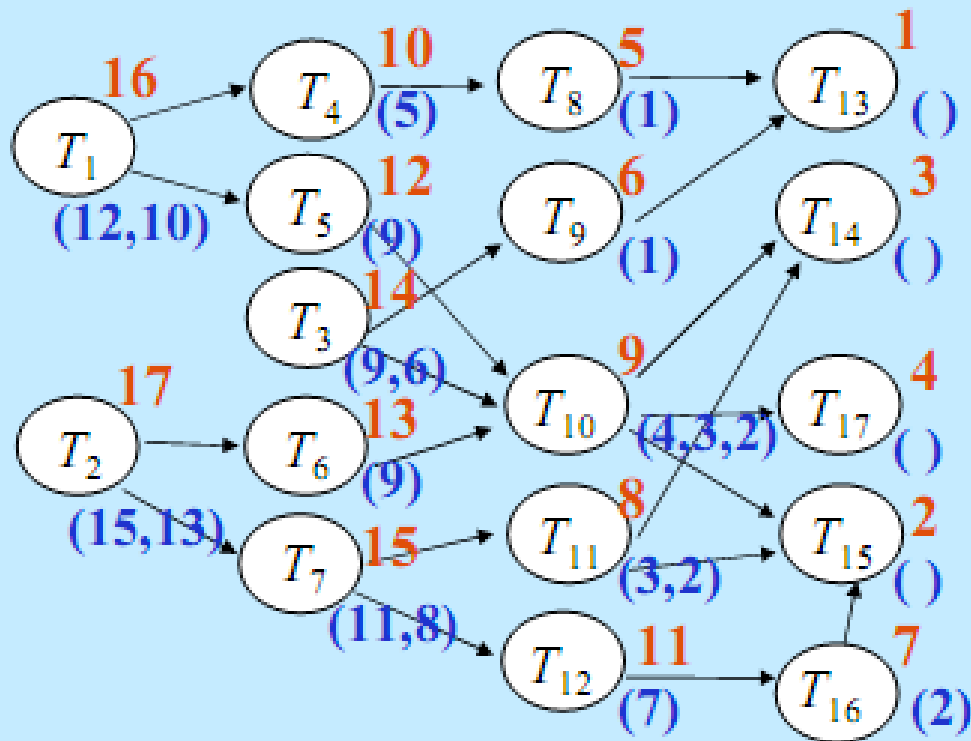 16
T1
(12,10)
10
T4
(5)
5
T8
(1)
1
T13
( )
12
T5
(9)
6
T9
(1)
3
T14
( )
14
T3
(9,6)
17
T2
(15,13)
13
T6
(9)
9
T10
(4,3,2)
4
T17
( )
15
T7
(11,8)
8
T11
(3,2)
2
T15
( )
11
T12
(7)
7
T16
(2)